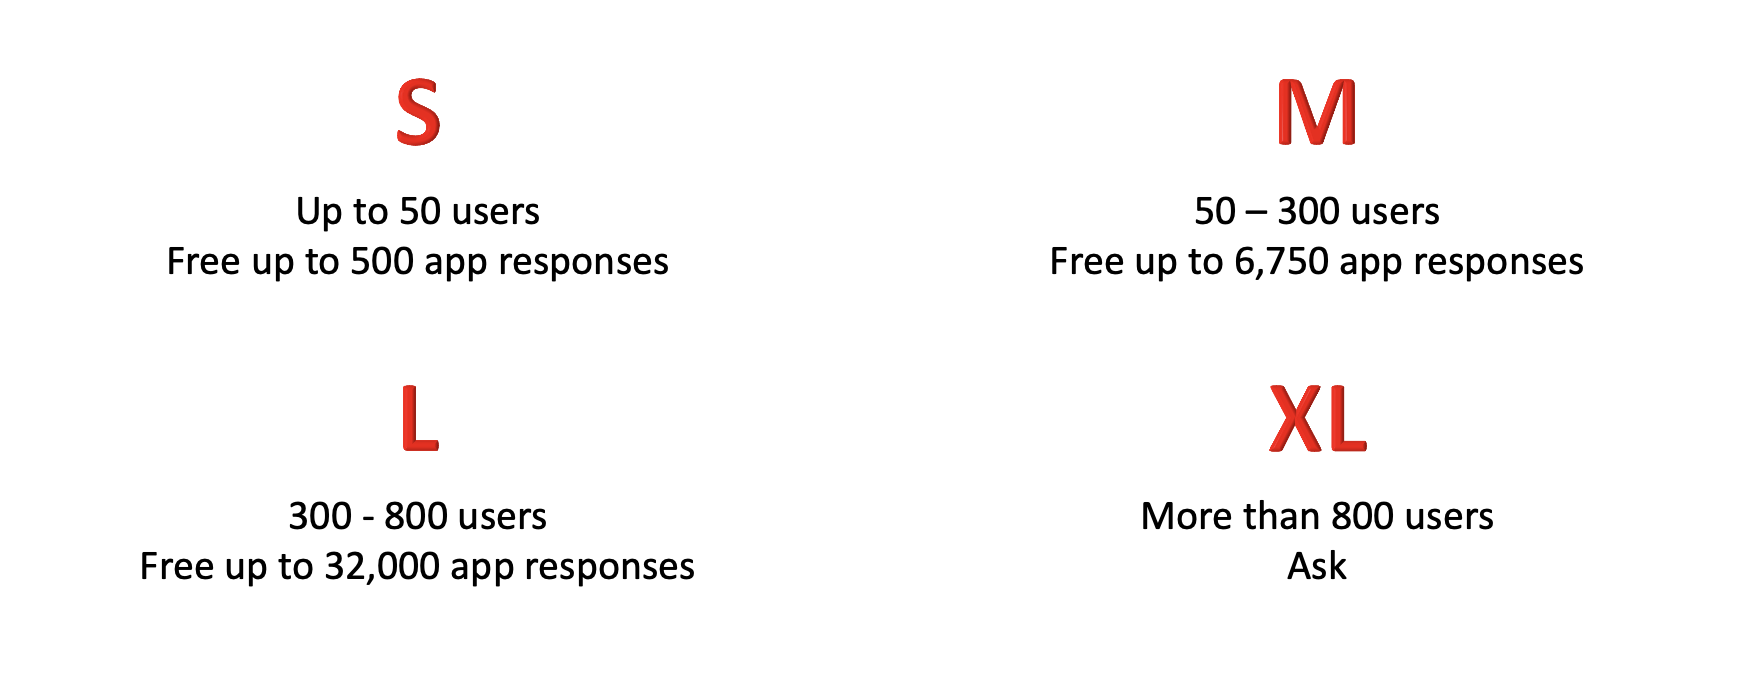 S
Up to 50 users
Free up to 500 app responses
M
50 – 300 users
Free up to 6,750 app responses
L
300 - 800 users
Free up to 32,000 app responses
XL
More than 800 users
Ask